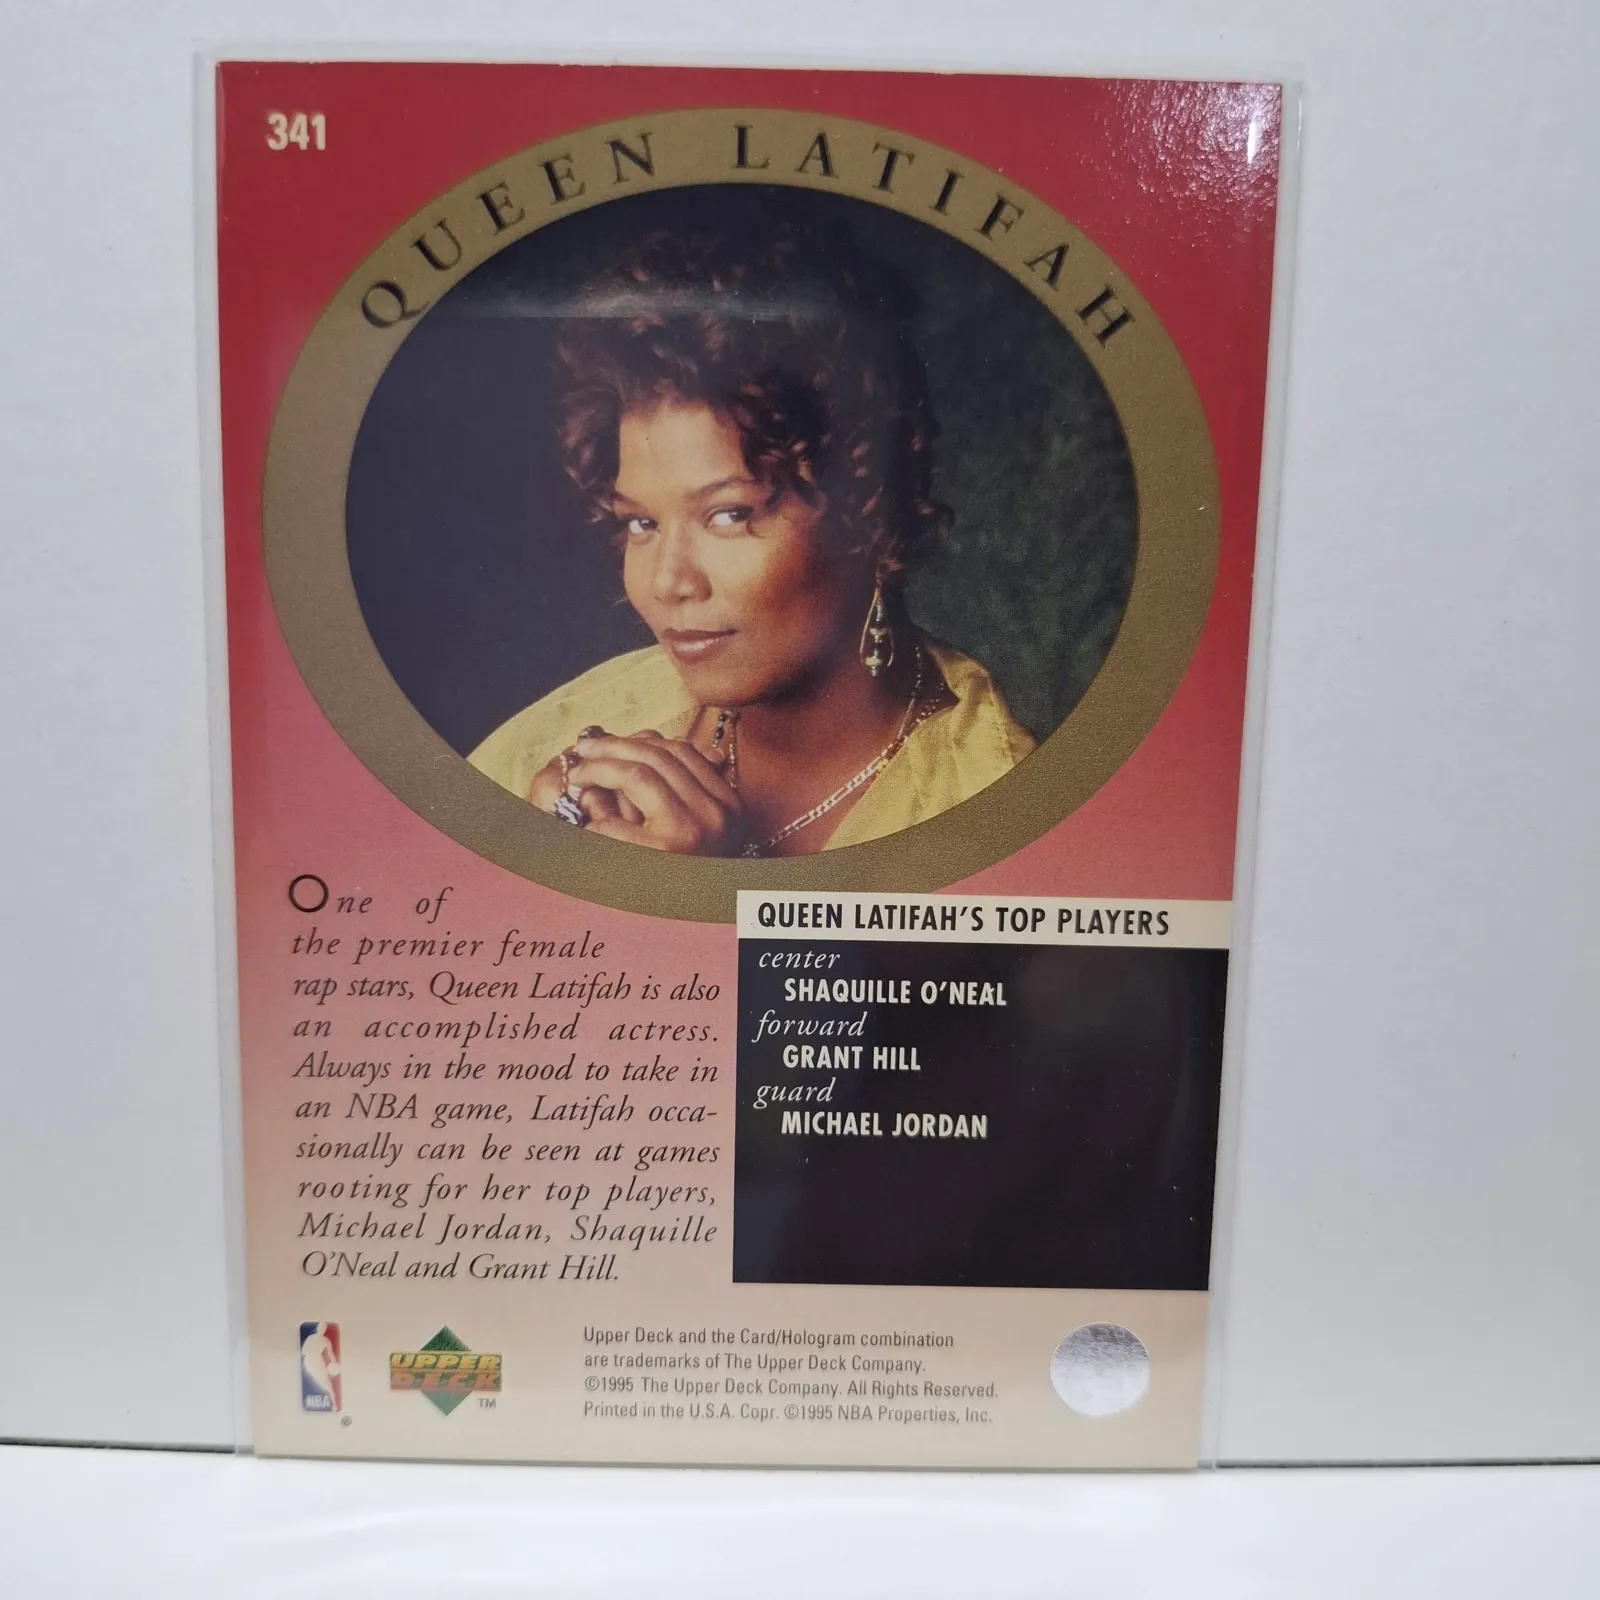 341
QUEEN LATIFAH
One of
the premier female
rap stars, Queen Latifah is also
an accomplished actress.
Always in the mood to take in
an NBA game, Latifah occa-
sionally can be seen at games
rooting for her top players,
Michael Jordan, Shaquille
O'Neal and Grant Hill.
QUEEN LATIFAH'S TOP PLAYERS
center
SHAQUILLE O'NEAL
forward
GRANT HILL
guard
MICHAEL JORDAN
NBA
®
UPPER
DECK
TM
Upper Deck and the Card/Hologram combination
are trademarks of The Upper Deck Company.
©1995 The Upper Deck Company. All Rights Reserved.
Printed in the U.S.A. Copr. ©1995 NBA Properties, Inc.